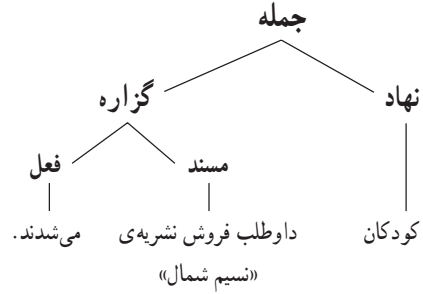 جمله
نهاد گزاره
مسند فعل
کودکان داوطلب فروش نشریه‌ی می‌شدند.
«نسیم شمال»